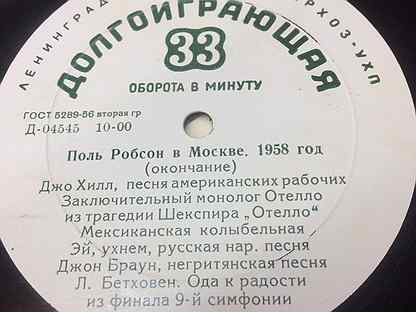 ЛЕНИНГРАД
РХОЗ-УХП
ДОЛГОИГРАЮЩАЯ
33
ОБОРОТА В МИНУТУ
ГОСТ 5289-56 вторая гр
Д-04545 10-00
Поль Робсон в Москве. 1958 год
(окончание)
Джо Хилл, песня американских рабочих
Заключительный монолог Отелло
из трагедии Шекспира „Отелло"
Мексиканская колыбельная
Эй, ухнем, русская нар. песня
Джон Браун, негритянская песня
Л. Бетховен. Ода к радости
из финала 9-й симфонии